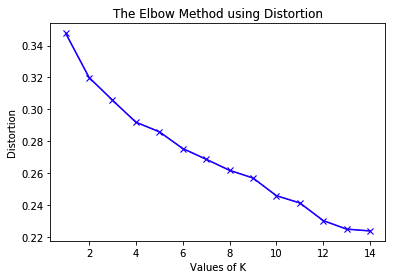 The Elbow Method using Distortion
0.34
0.32
0.30
0.28
0.26
0.24
0.22
Distortion
2 4 6 8 10 12 14
Values of K